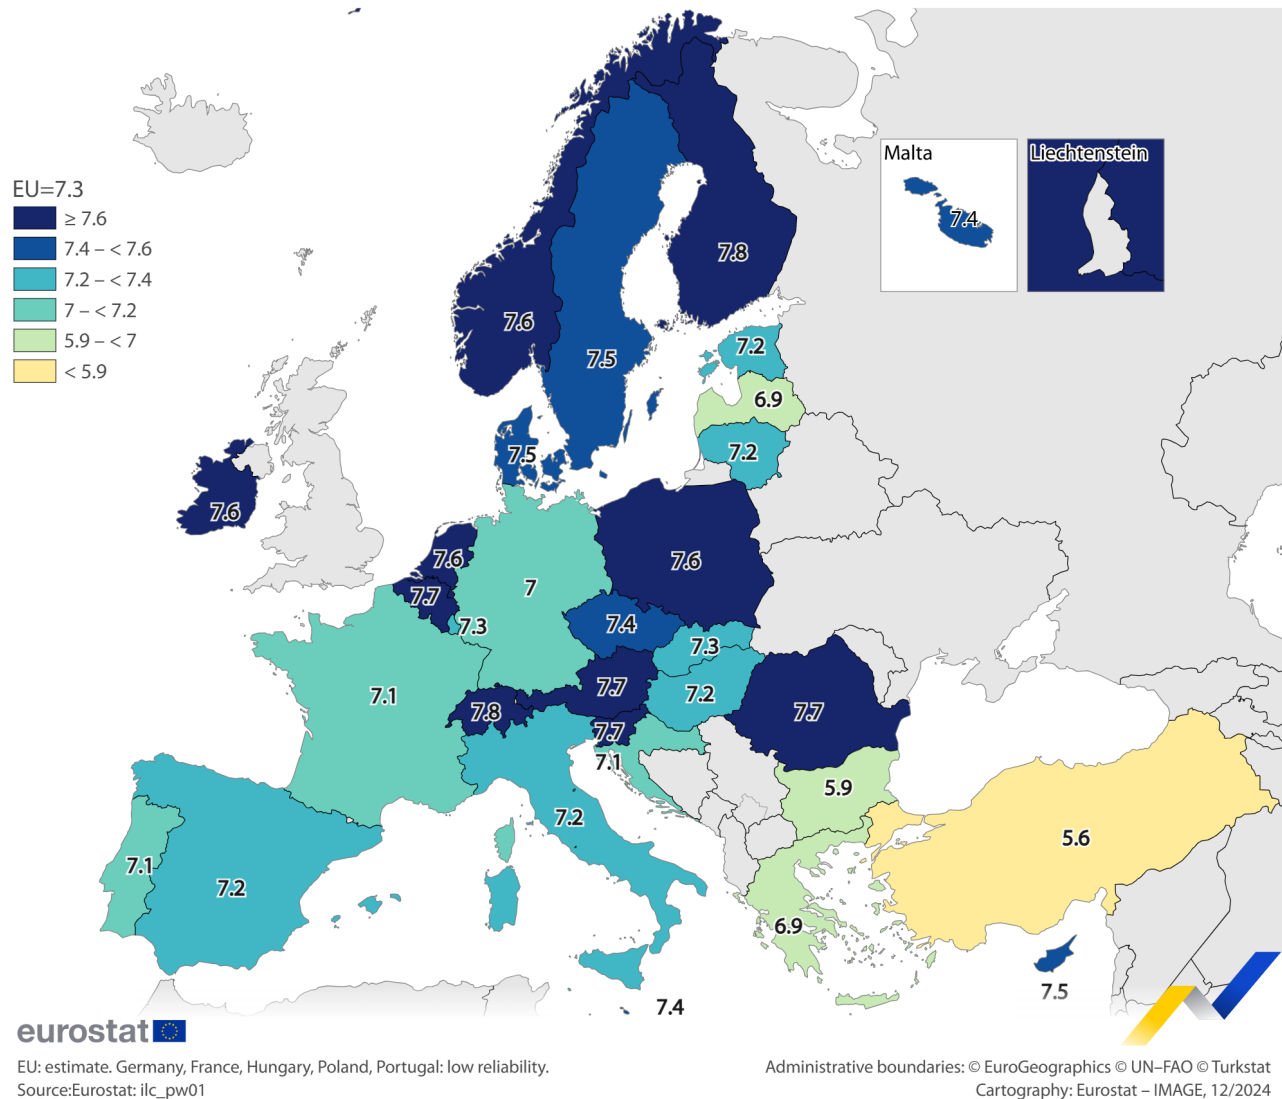 Malta
Liechtenstein
7.4
EU=7.3
≥ 7.6
7.4 – < 7.6
7.2 – < 7.4
7 – < 7.2
5.9 – < 7
< 5.9
7.8
7.6
7.5
7.2
6.9
7.5
7.2
7.6
7.6
7.6
7
7.7
7.3
7.4
7.3
7.7
7.2
7.1
7.8
7.7
7.7
7.1
5.9
7.2
5.6
7.1
7.2
6.9
7.5
7.4
eurostat
EU: estimate. Germany, France, Hungary, Poland, Portugal: low reliability.
Source:Eurostat: ilc_pw01
Administrative boundaries: © EuroGeographics © UN–FAO © Turkstat
Cartography: Eurostat – IMAGE, 12/2024